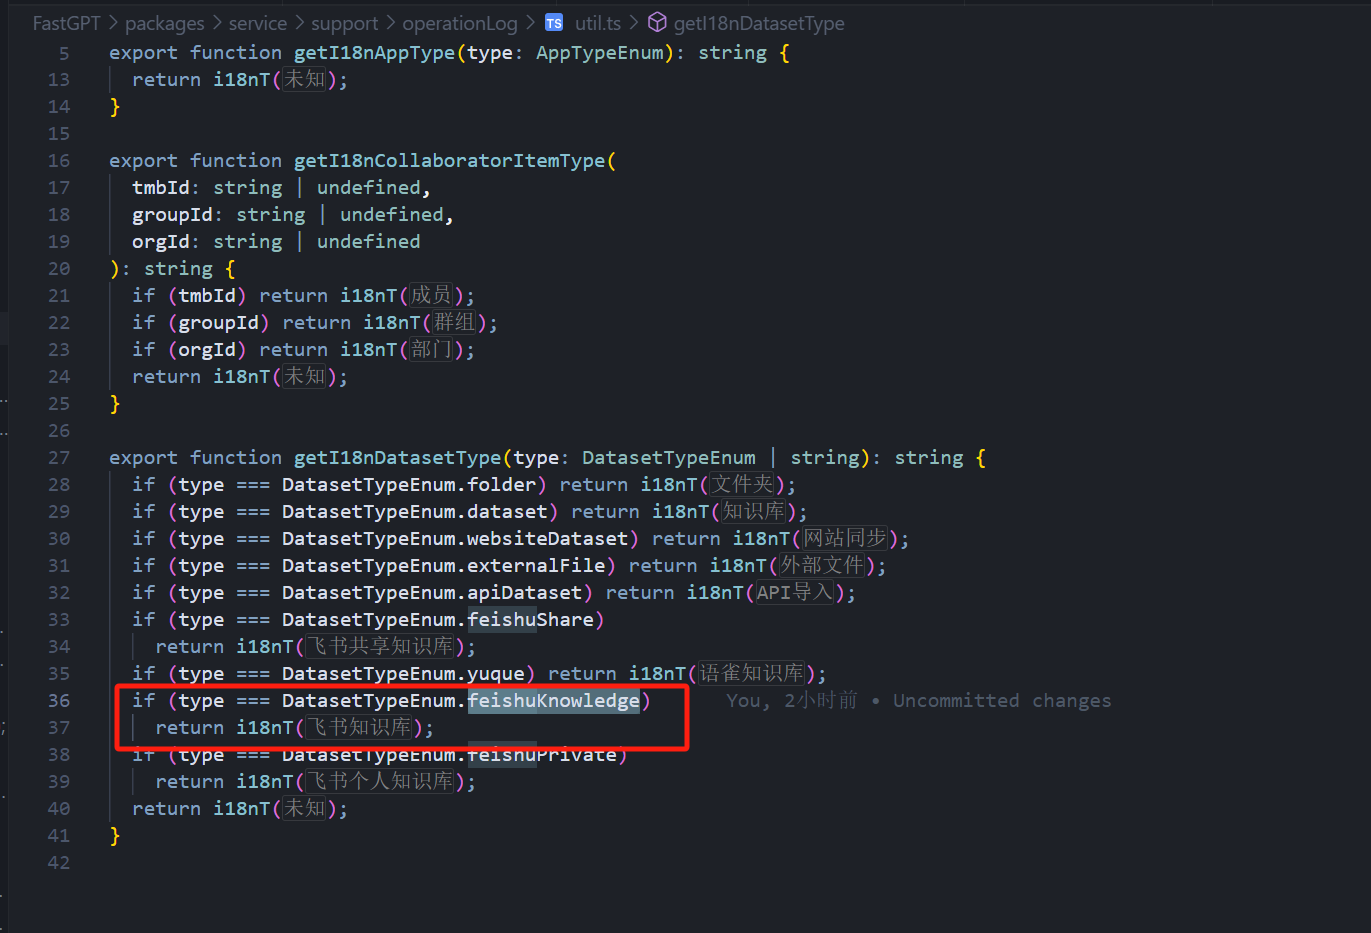 FastGPT > packages > service > support > operationLog > TS util.ts > getI18nDatasetType
5 export function getI18nAppType(type: AppTypeEnum): string {
13 return i18nT(未知);
14 }
15
16 export function getI18nCollaboratorItemType(
17 tmbId: string | undefined,
18 groupId: string | undefined,
19 orgId: string | undefined
20 ): string {
21 if (tmbId) return i18nT(成员);
22 if (groupId) return i18nT(群组);
23 if (orgId) return i18nT(部门);
24 return i18nT(未知);
25 }
26
27 export function getI18nDatasetType(type: DatasetTypeEnum | string): string {
28 if (type === DatasetTypeEnum.folder) return i18nT(文件夹);
29 if (type === DatasetTypeEnum.dataset) return i18nT(知识库);
30 if (type === DatasetTypeEnum.websiteDataset) return i18nT(网站同步);
31 if (type === DatasetTypeEnum.externalFile) return i18nT(外部文件);
32 if (type === DatasetTypeEnum.apiDataset) return i18nT(API导入);
33 if (type === DatasetTypeEnum.feishuShare)
34 return i18nT(飞书共享知识库);
35 if (type === DatasetTypeEnum.yuque) return i18nT(语雀知识库);
36 if (type === DatasetTypeEnum.feishuKnowledge) You, 2小时前 • Uncommitted changes
37 return i18nT(飞书知识库);
38 if (type === DatasetTypeEnum.feishuPrivate)
39 return i18nT(飞书个人知识库);
40 return i18nT(未知);
41 }
42